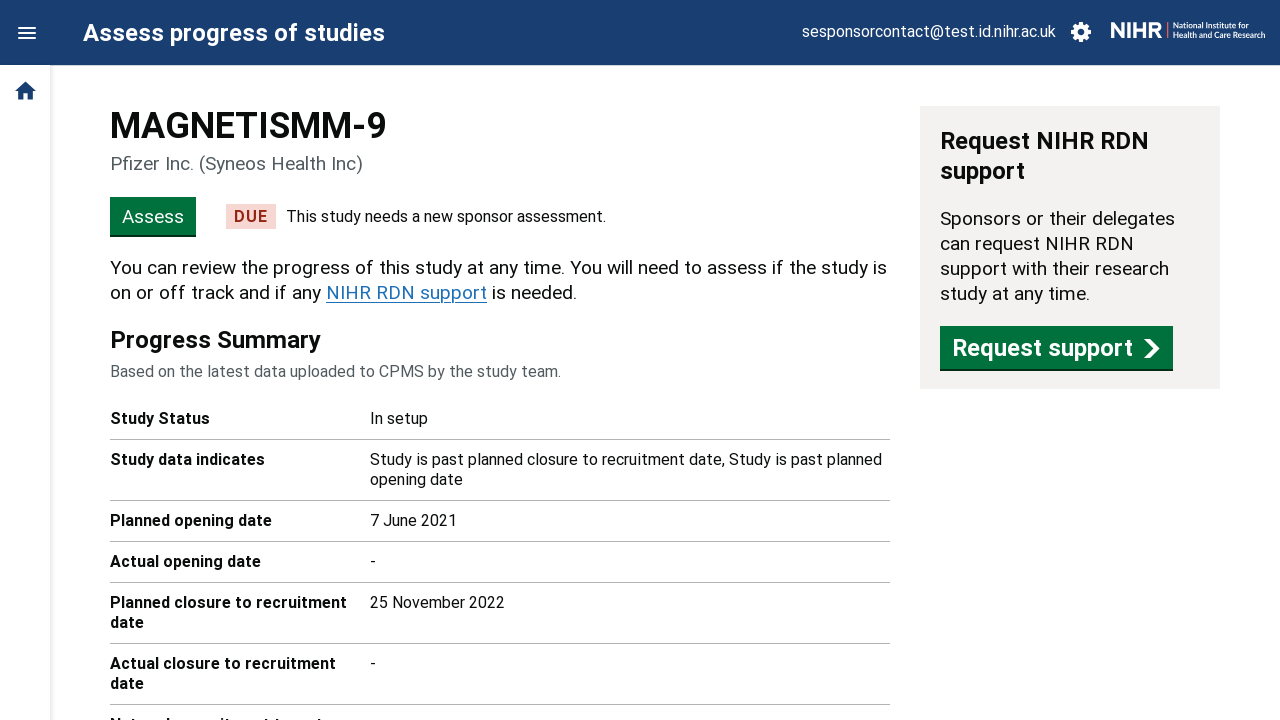 Assess progress of studies
sesponsorcontact@test.id.nihr.ac.uk
NIHR | National Institute for
Health and Care Research
MAGNETISMM-9
Pfizer Inc. (Syneos Health Inc)
Assess
DUE This study needs a new sponsor assessment.
You can review the progress of this study at any time. You will need to assess if the study is
on or off track and if any NIHR RDN support is needed.
Progress Summary
Based on the latest data uploaded to CPMS by the study team.
Study Status In setup
Study data indicates Study is past planned closure to recruitment date, Study is past planned
opening date
Planned opening date 7 June 2021
Actual opening date -
Planned closure to recruitment 25 November 2022
date
Actual closure to recruitment -
date
Request NIHR RDN
support
Sponsors or their delegates
can request NIHR RDN
support with their research
study at any time.
Request support